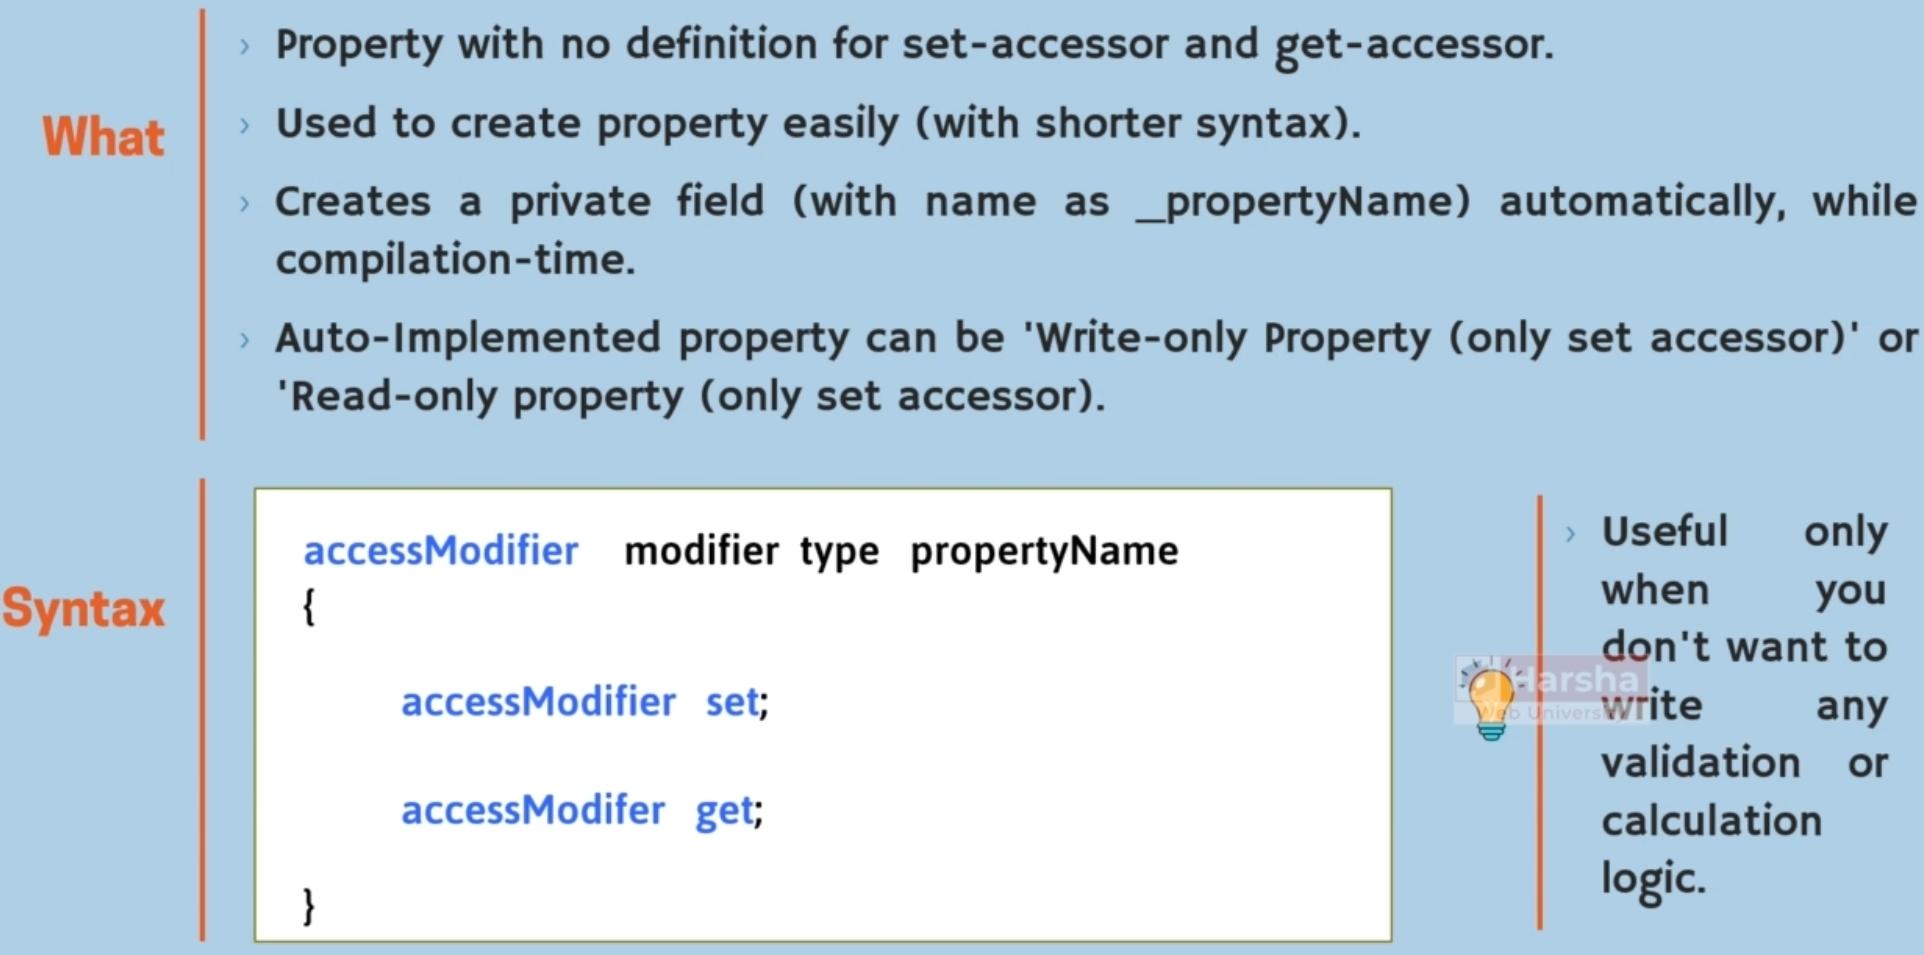 What
› Property with no definition for set-accessor and get-accessor.
› Used to create property easily (with shorter syntax).
› Creates a private field (with name as _propertyName) automatically, while
compilation-time.
› Auto-Implemented property can be 'Write-only Property (only set accessor)' or
'Read-only property (only set accessor).
Syntax
accessModifier modifier type propertyName
{
accessModifier set;
accessModifer get;
}
› Useful only
when you
don't want to
write any
validation or
calculation
logic.
Harsha
Web University